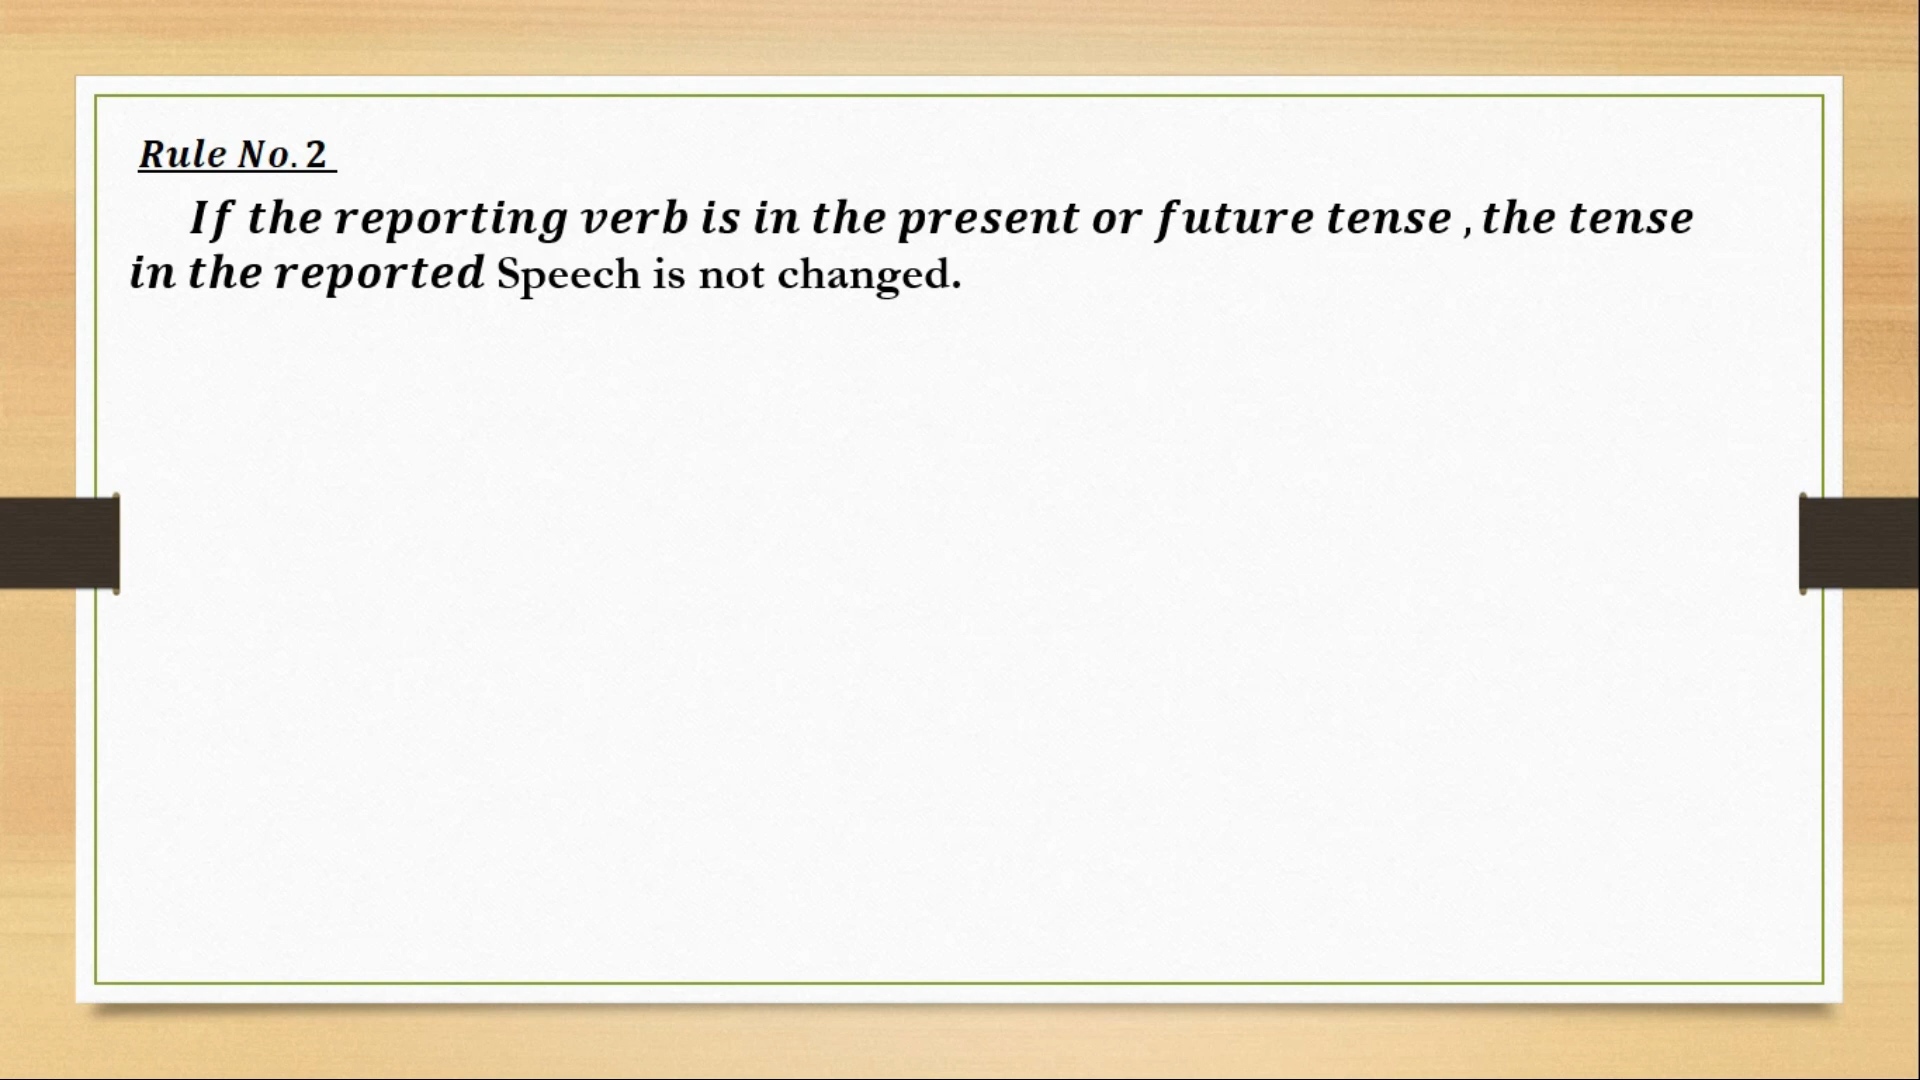 Rule No. 2
If the reporting verb is in the present or future tense , the tense
in the reported Speech is not changed.